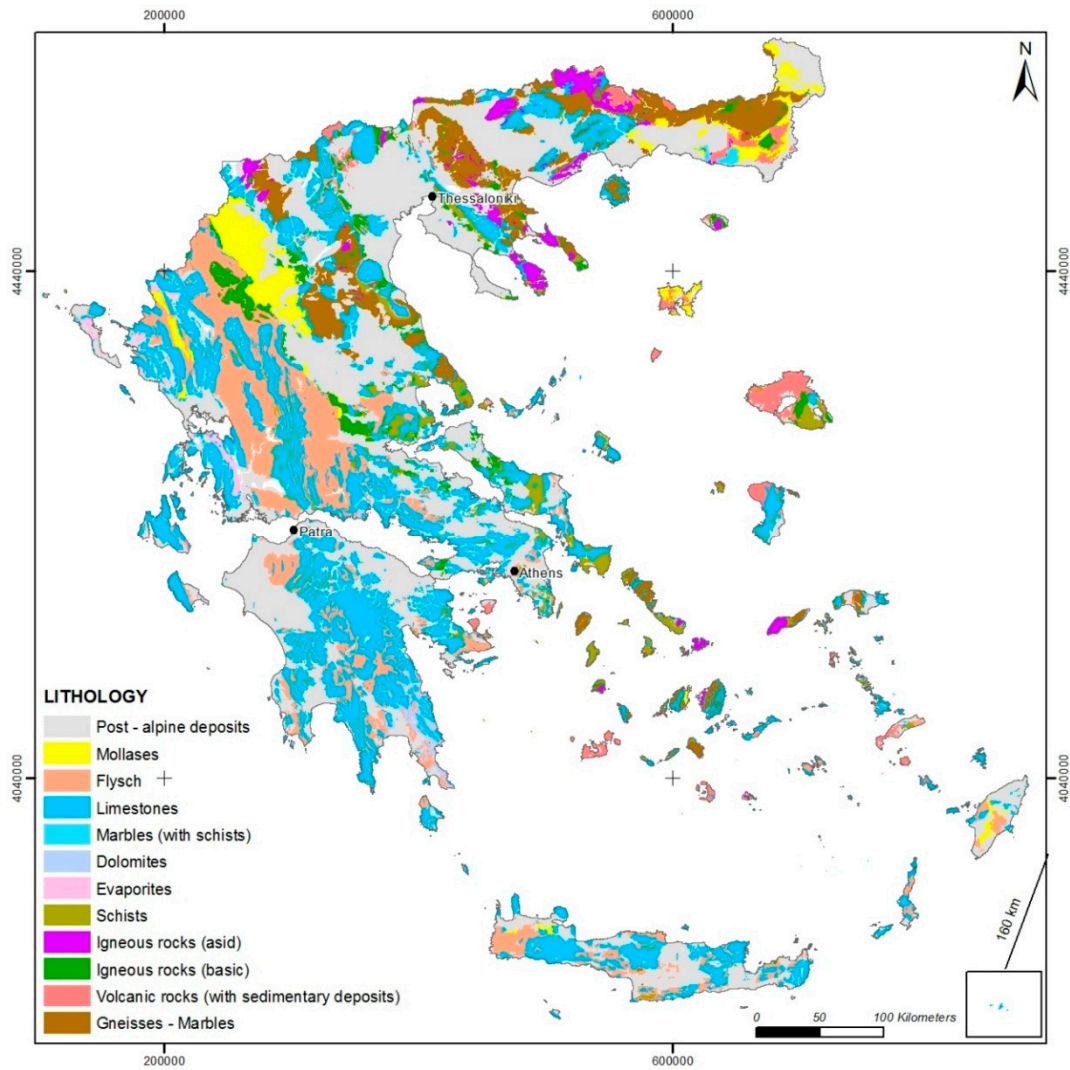 200000 600000
N
Thessaloniki
4440000 4440000
Patra
Athens
LITHOLOGY
Post - alpine deposits
Mollases
Flysch
4040000 4040000
Limestones
Marbles (with schists)
Dolomites
Evaporites
Schists
160 km
Igneous rocks (asid)
Igneous rocks (basic)
Volcanic rocks (with sedimentary deposits)
Gneisses - Marbles
0 50 100 Kilometers
200000 600000